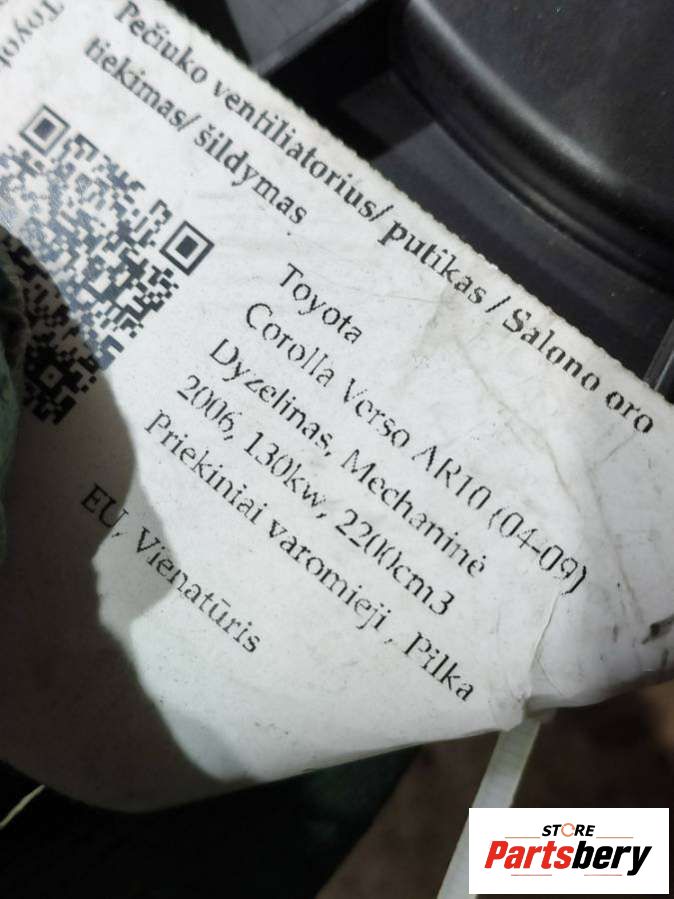 Toyot
Pečiuko ventiliatorius/ putikas / Salono oro
tiekimas/ šildymas
Toyota
Corolla Verso AR10 (04-09)
Dyzelinas, Mechaninė
2006, 130kw, 2200cm3
Priekiniai varomieji , Pilka
EU, Vienatūris
STORE
Partsbery